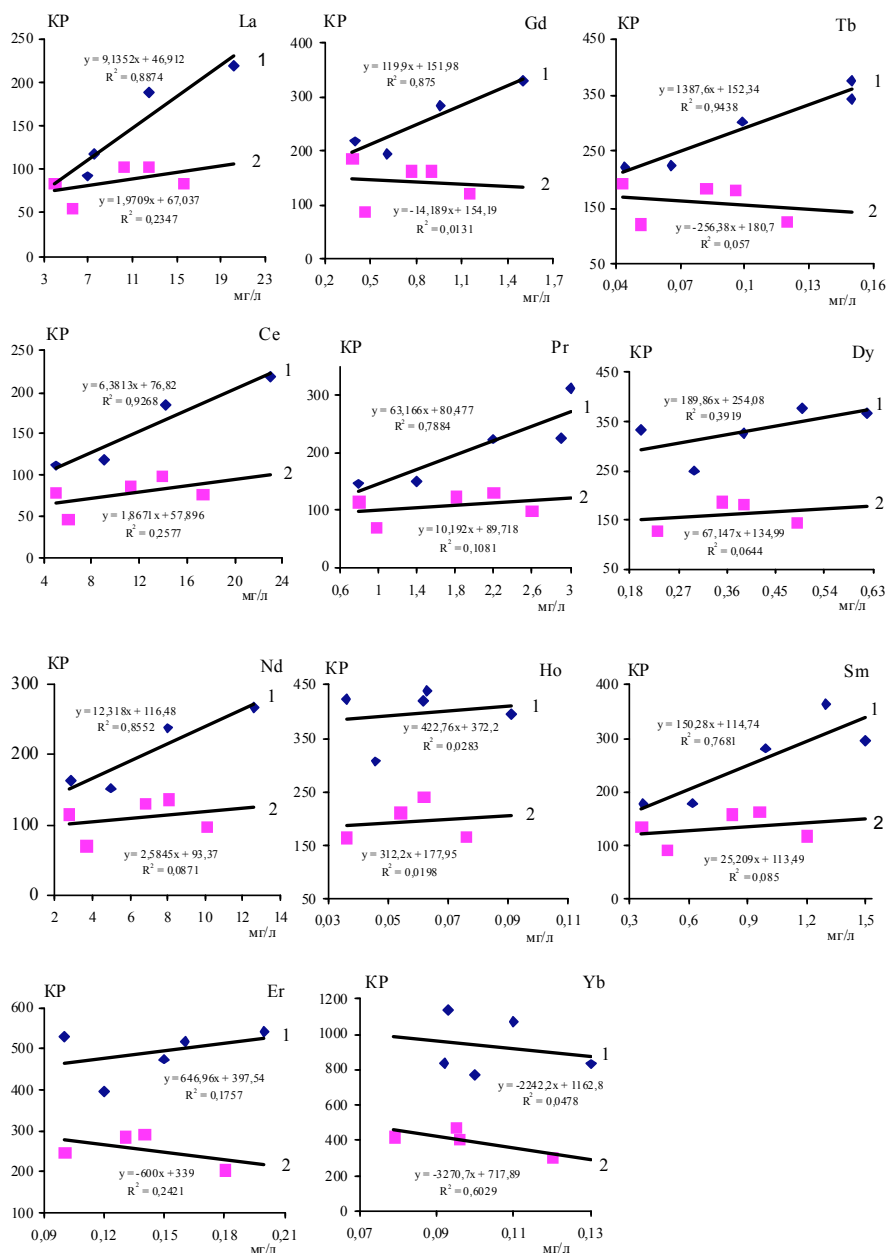 КР La
250
200
150
100
50
0
3 7 11 15 19 23
мг/л
y = 9,1352x + 46,912
R² = 0,8874
1
2
y = 1,9709x + 67,037
R² = 0,2347
КР Gd
400
300
200
100
0
0,2 0,5 0,8 1,1 1,4 1,7
мг/л
y = 119,9x + 151,98
R² = 0,875
1
2
y = -14,189x + 154,19
R² = 0,0131
КР Tb
450
350
250
150
50
0,04 0,07 0,1 0,13 0,16
мг/л
y = 1387,6x + 152,34
R² = 0,9438
1
2
y = -256,38x + 180,7
R² = 0,057
КР Ce
250
200
150
100
50
0
4 8 12 16 20 24
мг/л
y = 6,3813x + 76,82
R² = 0,9268
1
2
y = 1,8671x + 57,896
R² = 0,2577
КР Pr
300
200
100
0
0,6 1 1,4 1,8 2,2 2,6 3
мг/л
y = 63,166x + 80,477
R² = 0,7884
1
2
y = 10,192x + 89,718
R² = 0,1081
КР Dy
450
350
250
150
50
0,18 0,27 0,36 0,45 0,54 0,63
мг/л
y = 189,86x + 254,08
R² = 0,3919
1
2
y = 67,147x + 134,99
R² = 0,0644
КР Nd
300
200
100
0
2 4 6 8 10 12 14
мг/л
y = 12,318x + 116,48
R² = 0,8552
1
2
y = 2,5845x + 93,37
R² = 0,0871
КР Ho
450
350
250
150
50
0,03 0,05 0,07 0,09 0,11
мг/л
1
y = 422,76x + 372,2
R² = 0,0283
2
y = 312,2x + 177,95
R² = 0,0198
КР Sm
400
300
200
100
0
0,3 0,6 0,9 1,2 1,5
мг/л
y = 150,28x + 114,74
R² = 0,7681
1
2
y = 25,209x + 113,49
R² = 0,085
КР Er
600
500
400
300
200
100
0,09 0,12 0,15 0,18 0,21
мг/л
1
y = 646,96x + 397,54
R² = 0,1757
2
y = -600x + 339
R² = 0,2421
КР Yb
1200
1000
800
600
400
200
0
0,07 0,09 0,11 0,13
мг/л
1
y = -2242,2x + 1162,8
R² = 0,0478
2
y = -3270,7x + 717,89
R² = 0,6029